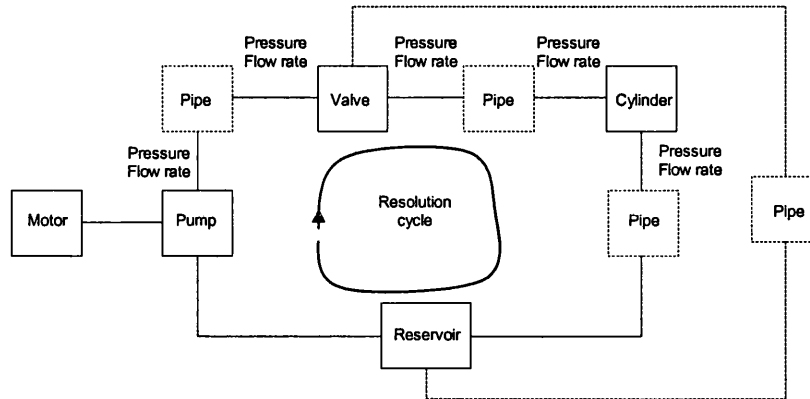 Pressure
Flow rate
Pressure
Flow rate
Pressure
Flow rate
Pipe
Valve
Pipe
Cylinder
Pressure
Flow rate
Pressure
Flow rate
Motor
Pump
Resolution
cycle
Pipe
Pipe
Reservoir